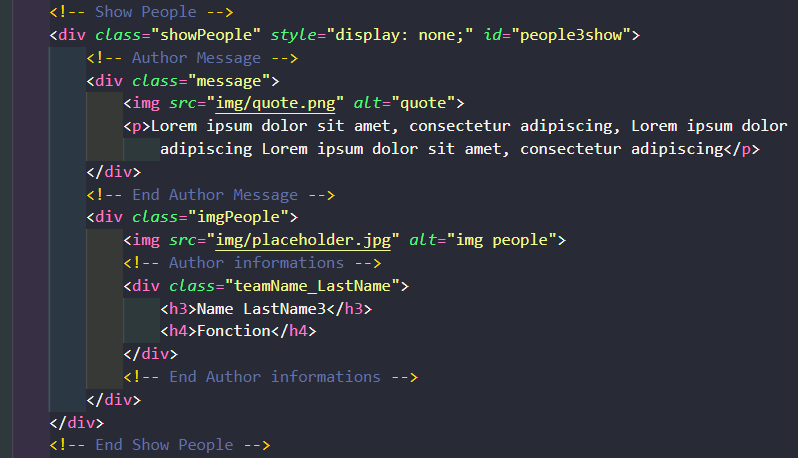 <!-- Show People -->
<div class="showPeople" style="display: none;" id="people3show">
<!-- Author Message -->
<div class="message">
<img src="img/quote.png" alt="quote">
<p>Lorem ipsum dolor sit amet, consectetur adipiscing, Lorem ipsum dolor
adipiscing Lorem ipsum dolor sit amet, consectetur adipiscing</p>
</div>
<!-- End Author Message -->
<div class="imgPeople">
<img src="img/placeholder.jpg" alt="img people">
<!-- Author informations -->
<div class="teamName_LastName">
<h3>Name LastName3</h3>
<h4>Fonction</h4>
</div>
<!-- End Author informations -->
</div>
</div>
<!-- End Show People -->